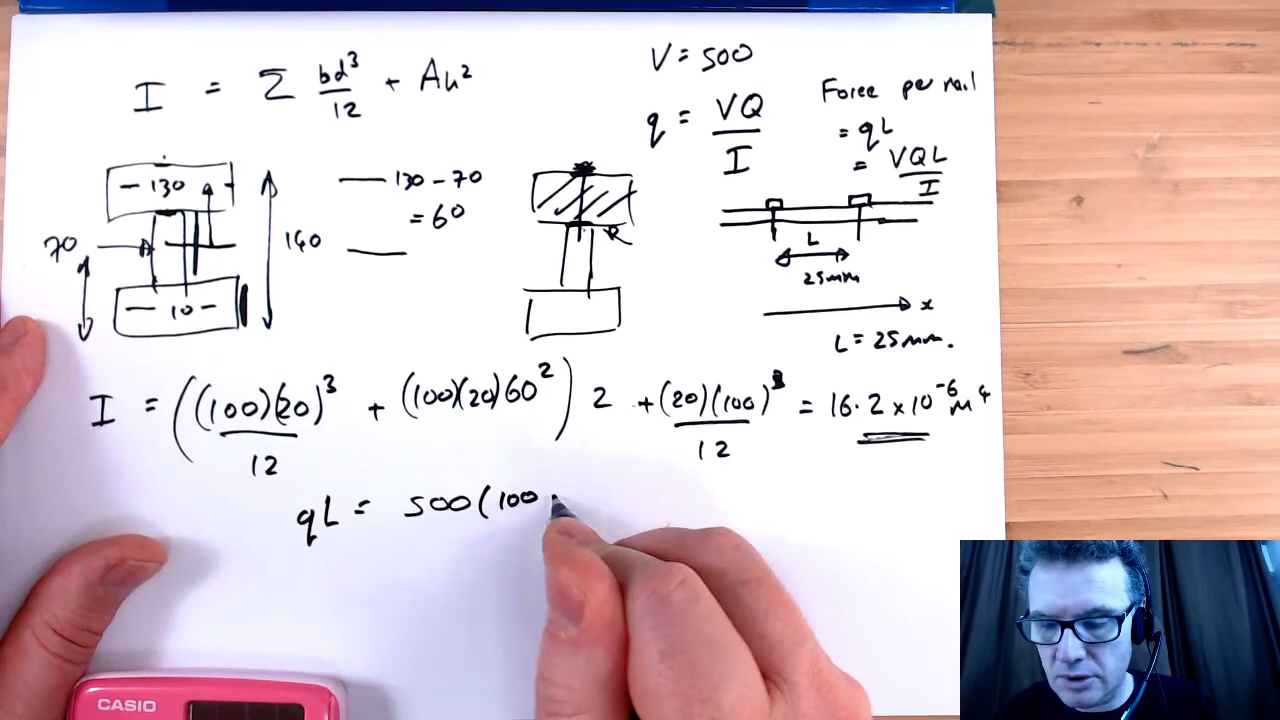 I = Σ bd³/12 + Ah²
V = 500
q = VQ/I
Force per nail
= qL
= VQL/I
130
130 - 70
= 60
70
140
10
L
25mm
x
L = 25mm.
I = ((100)(20)³/12 + (100)(20)60²) 2 + (20)(100)³/12 = 16.2 x 10⁻⁶ M⁴
qL = 500(100
CASIO